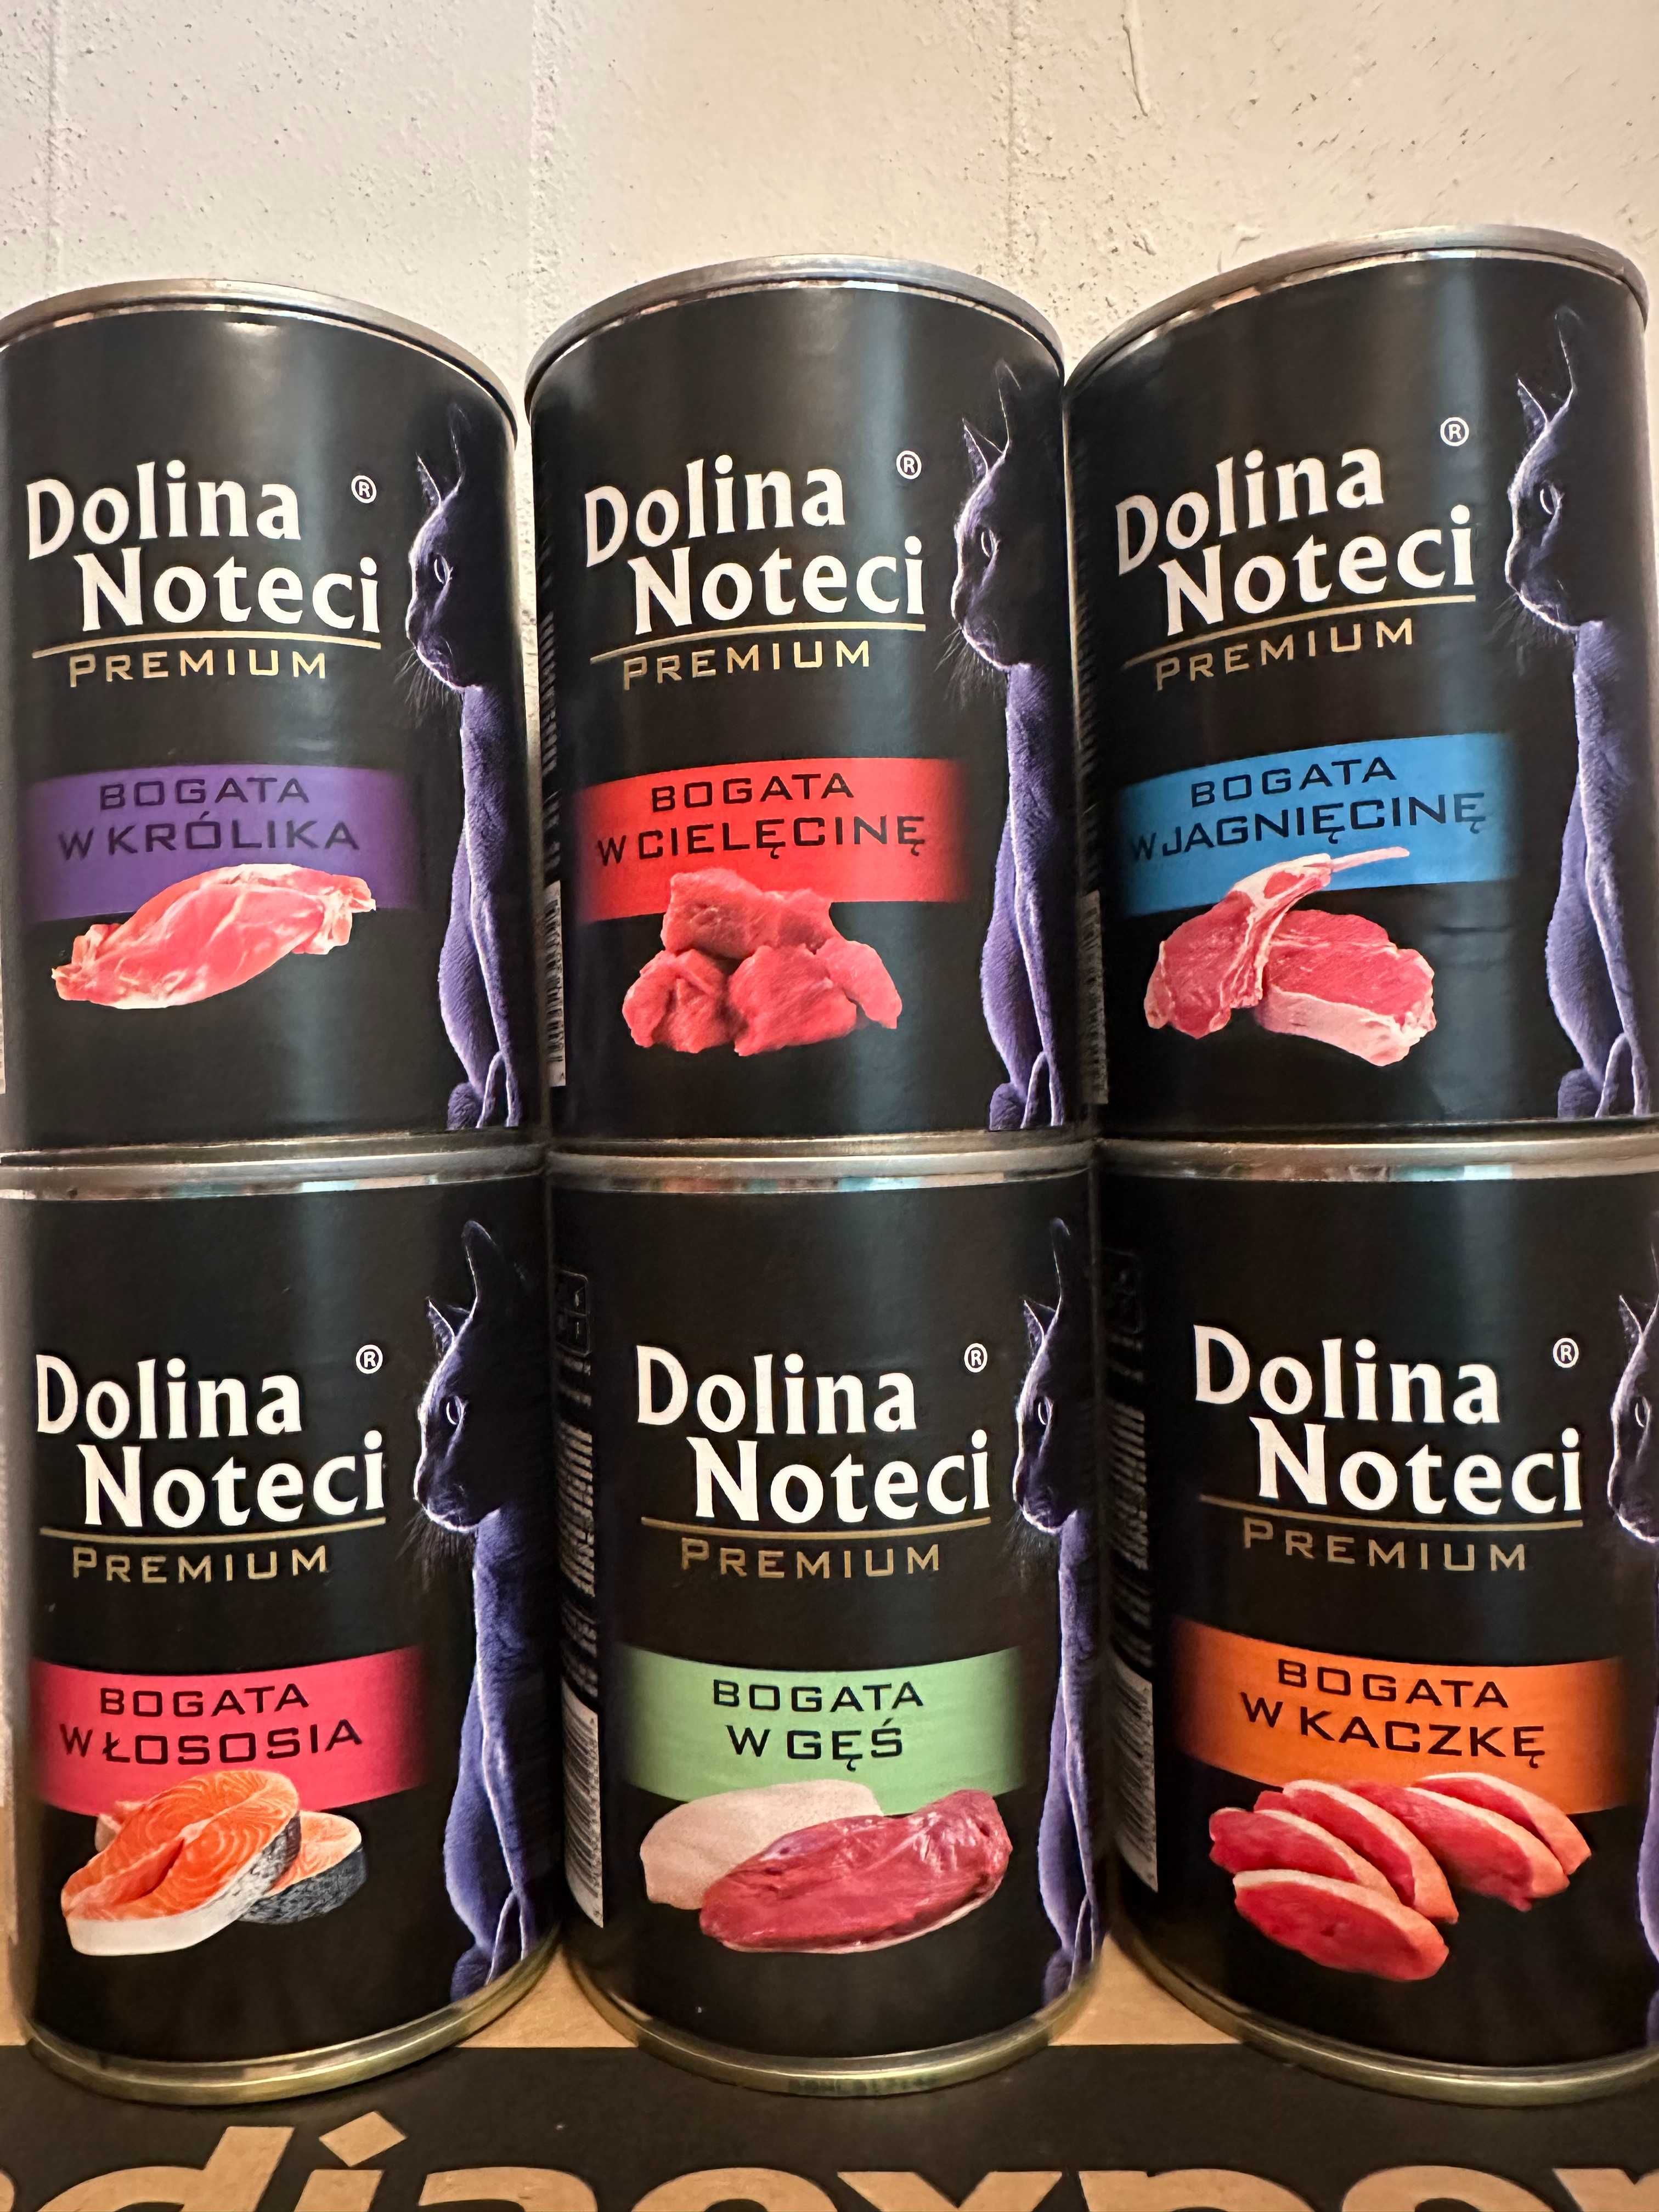 Dolina ®
Noteci
PREMIUM
BOGATA
W KRÓLIKA
Dolina ®
Noteci
PREMIUM
BOGATA
W CIELĘCINĘ
Dolina ®
Noteci
PREMIUM
BOGATA
W JAGNIĘCINĘ
Dolina ®
Noteci
PREMIUM
BOGATA
W ŁOSOSIA
Dolina ®
Noteci
PREMIUM
BOGATA
W GĘŚ
Dolina ®
Noteci
PREMIUM
BOGATA
W KACZKĘ